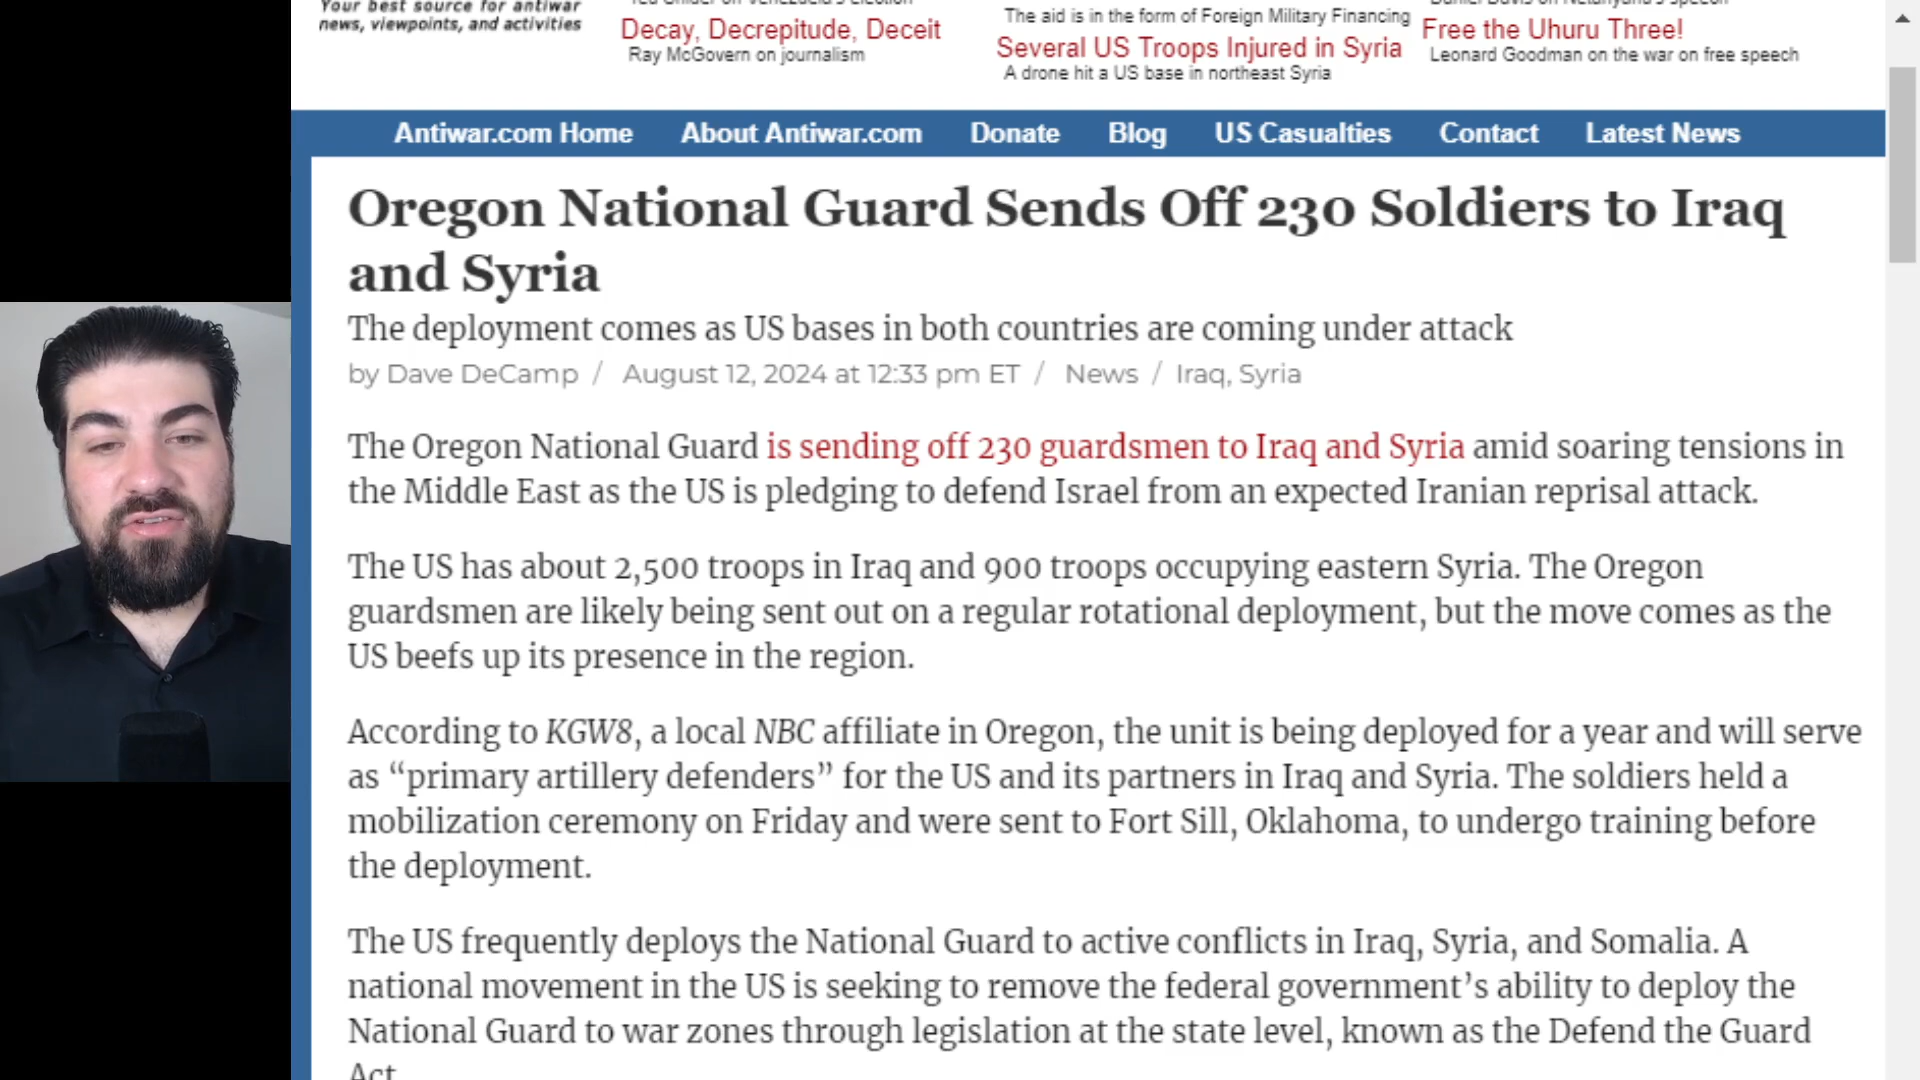 Your best source for antiwar
news, viewpoints, and activities
Decay, Decrepitude, Deceit
Ray McGovern on journalism
The aid is in the form of Foreign Military Financing
Several US Troops Injured in Syria
A drone hit a US base in northeast Syria
Free the Uhuru Three!
Leonard Goodman on the war on free speech
Antiwar.com Home About Antiwar.com Donate Blog US Casualties Contact Latest News
Oregon National Guard Sends Off 230 Soldiers to Iraq
and Syria
The deployment comes as US bases in both countries are coming under attack
by Dave DeCamp / August 12, 2024 at 12:33 pm ET / News / Iraq, Syria
The Oregon National Guard is sending off 230 guardsmen to Iraq and Syria amid soaring tensions in
the Middle East as the US is pledging to defend Israel from an expected Iranian reprisal attack.
The US has about 2,500 troops in Iraq and 900 troops occupying eastern Syria. The Oregon
guardsmen are likely being sent out on a regular rotational deployment, but the move comes as the
US beefs up its presence in the region.
According to KGW8, a local NBC affiliate in Oregon, the unit is being deployed for a year and will serve
as “primary artillery defenders” for the US and its partners in Iraq and Syria. The soldiers held a
mobilization ceremony on Friday and were sent to Fort Sill, Oklahoma, to undergo training before
the deployment.
The US frequently deploys the National Guard to active conflicts in Iraq, Syria, and Somalia. A
national movement in the US is seeking to remove the federal government’s ability to deploy the
National Guard to war zones through legislation at the state level, known as the Defend the Guard
Act